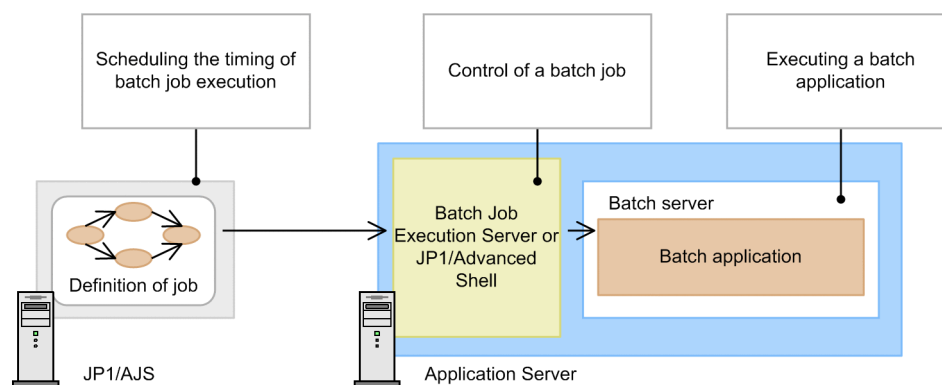 Scheduling the timing of
batch job execution
Control of a batch job
Executing a batch
application
Definition of job
Batch Job
Execution Server or
JP1/Advanced
Shell
Batch server
Batch application
JP1/AJS
Application Server